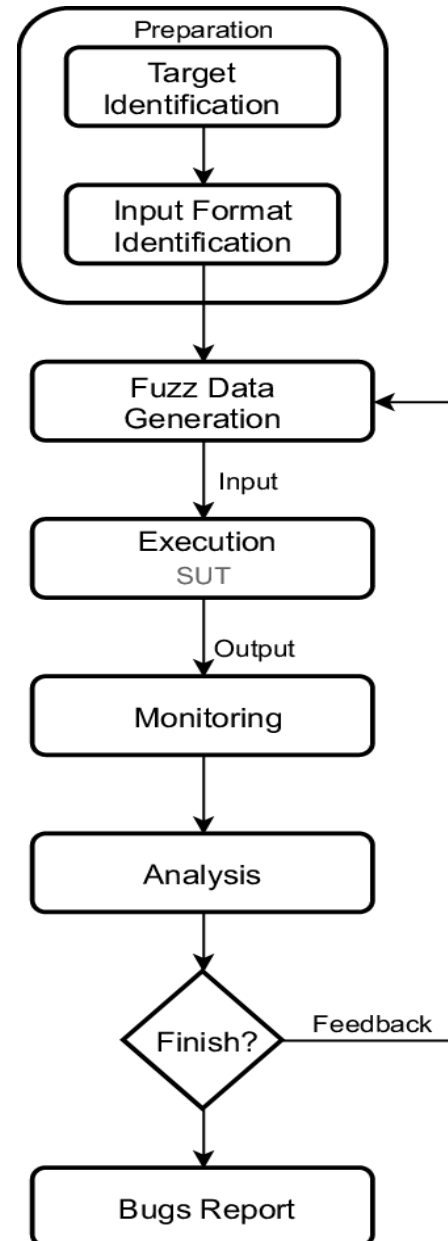 Preparation
Target
Identification
Input Format
Identification
Fuzz Data
Generation
Input
Execution
SUT
Output
Monitoring
Analysis
Finish?
Feedback
Bugs Report